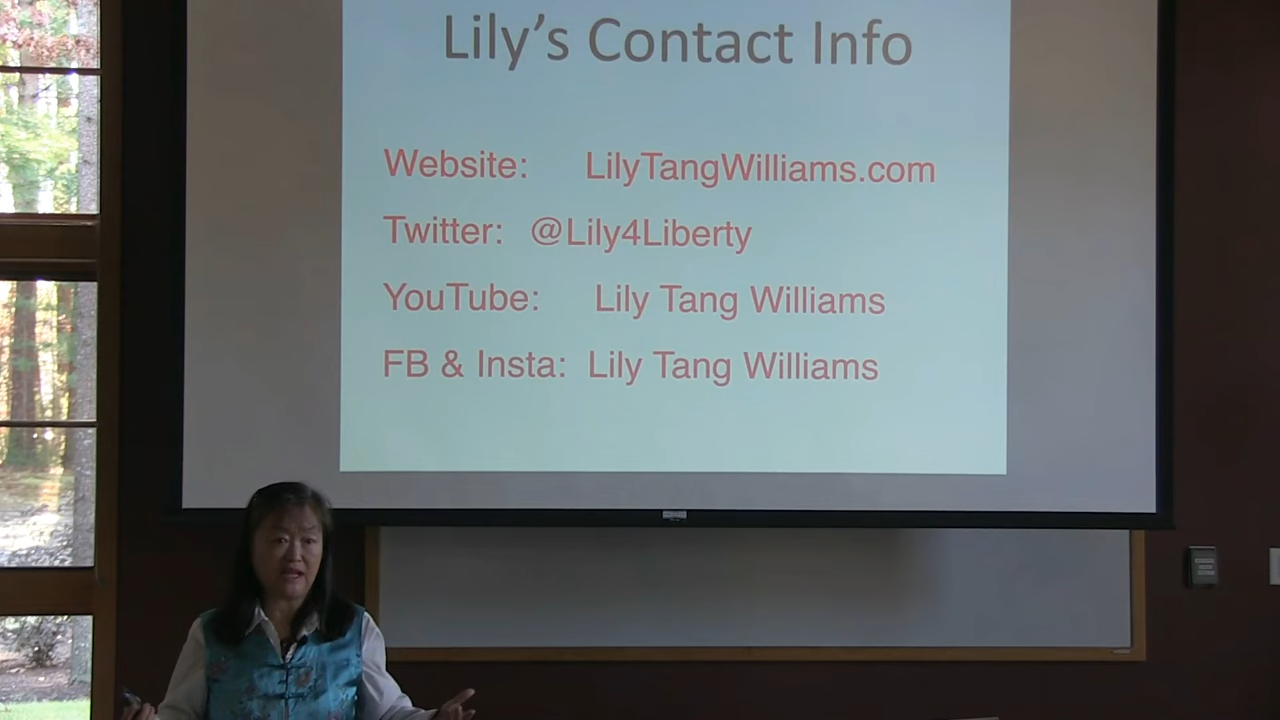 Lily's Contact Info
Website: LilyTangWilliams.com
Twitter: @Lily4Liberty
YouTube: Lily Tang Williams
FB & Insta: Lily Tang Williams